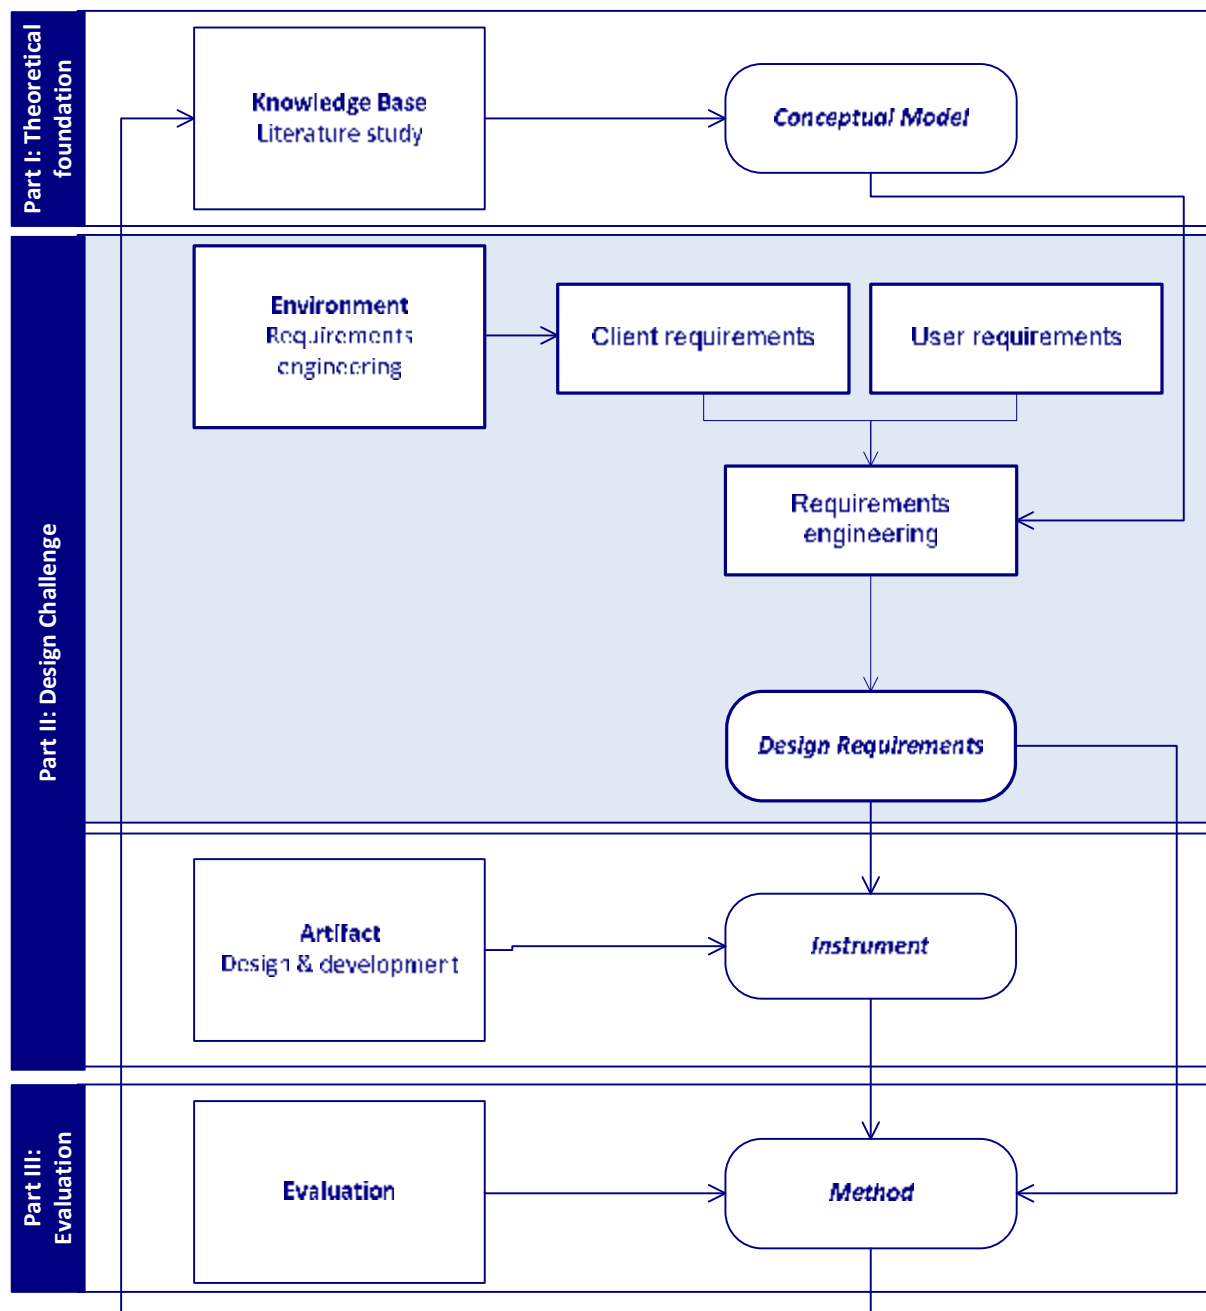 Part I: Theoretical
foundation
Knowledge Base
Literature study
Conceptual Model
Part II: Design Challenge
Environment
Requirements
engineering
Client requirements
User requirements
Requirements
engineering
Design Requirements
Artifact
Design & development
Instrument
Part III:
Evaluation
Evaluation
Method